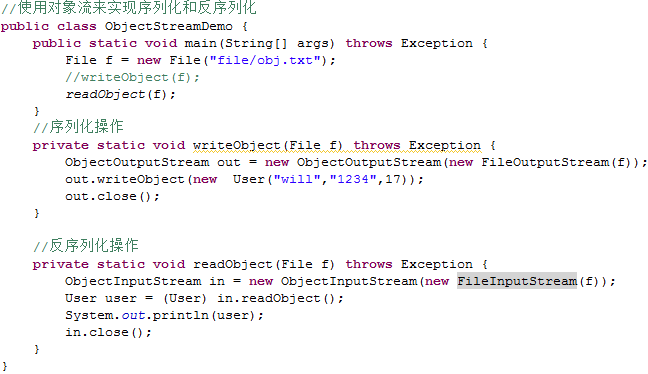 //使用对象流来实现序列化和反序列化
public class ObjectStreamDemo {
    public static void main(String[] args) throws Exception {
        File f = new File("file/obj.txt");
        //writeObject(f);
        readObject(f);
    }
    //序列化操作
    private static void writeObject(File f) throws Exception {
        ObjectOutputStream out = new ObjectOutputStream(new FileOutputStream(f));
        out.writeObject(new  User("will","1234",17));
        out.close();
    }

    //反序列化操作
    private static void readObject(File f) throws Exception {
        ObjectInputStream in = new ObjectInputStream(new FileInputStream(f));
        User user = (User) in.readObject();
        System.out.println(user);
        in.close();
    }
}